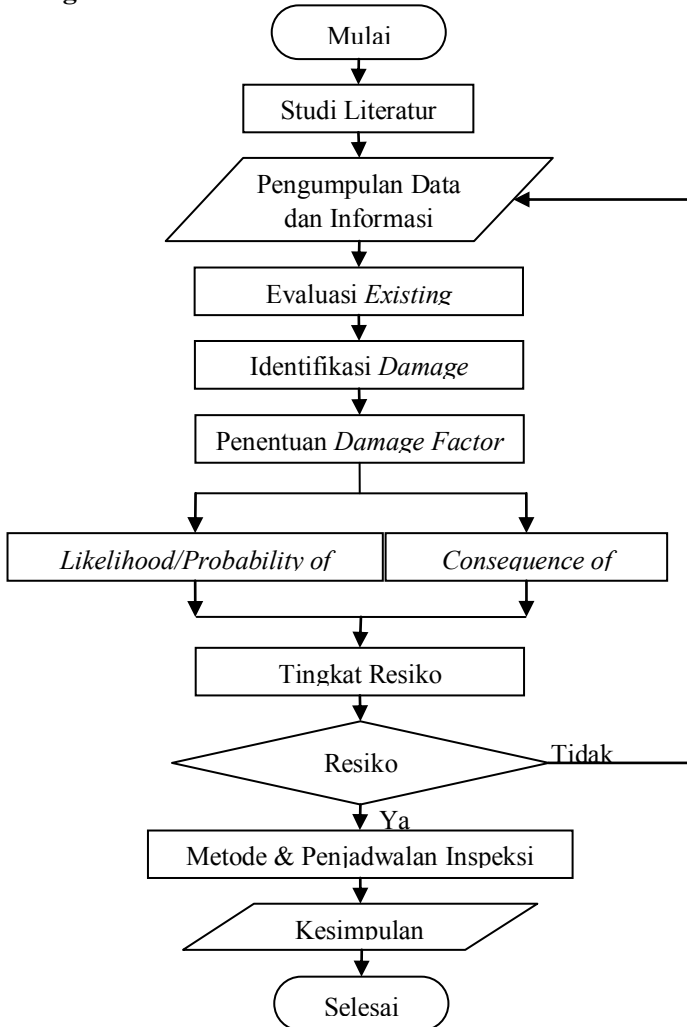 Mulai
Studi Literatur
Pengumpulan Data
dan Informasi
Evaluasi Existing
Identifikasi Damage
Penentuan Damage Factor
Likelihood/Probability of
Consequence of
Tingkat Resiko
Resiko
Tidak
Ya
Metode & Penjadwalan Inspeksi
Kesimpulan
Selesai